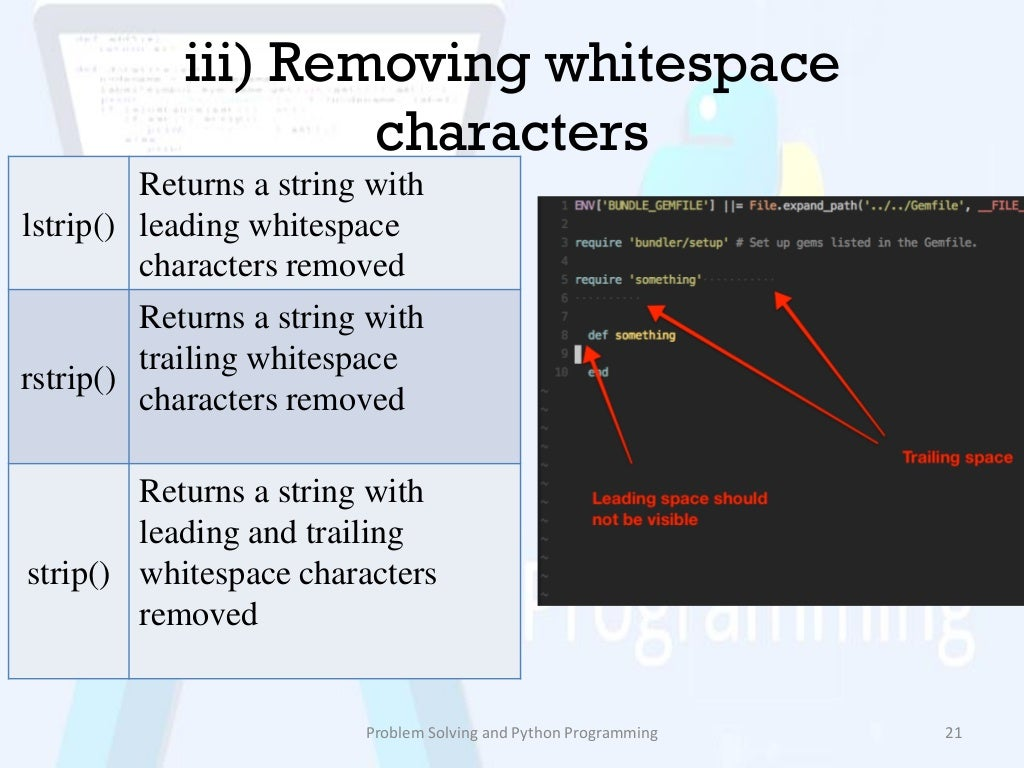 iii) Removing whitespace
characters
lstrip()
Returns a string with
leading whitespace
characters removed
rstrip()
Returns a string with
trailing whitespace
characters removed
strip()
Returns a string with
leading and trailing
whitespace characters
removed
1 ENV['BUNDLE_GEMFILE'] ||= File.expand_path('../../Gemfile', __FILE_
2
3 require 'bundler/setup' # Set up gems listed in the Gemfile.
4
5 require 'something'
6
7
8 def something
9
10 end
~
~
~
~
~
~
~
~
~
~
~
~
Trailing space
Leading space should
not be visible
Programming
Problem Solving and Python Programming
21